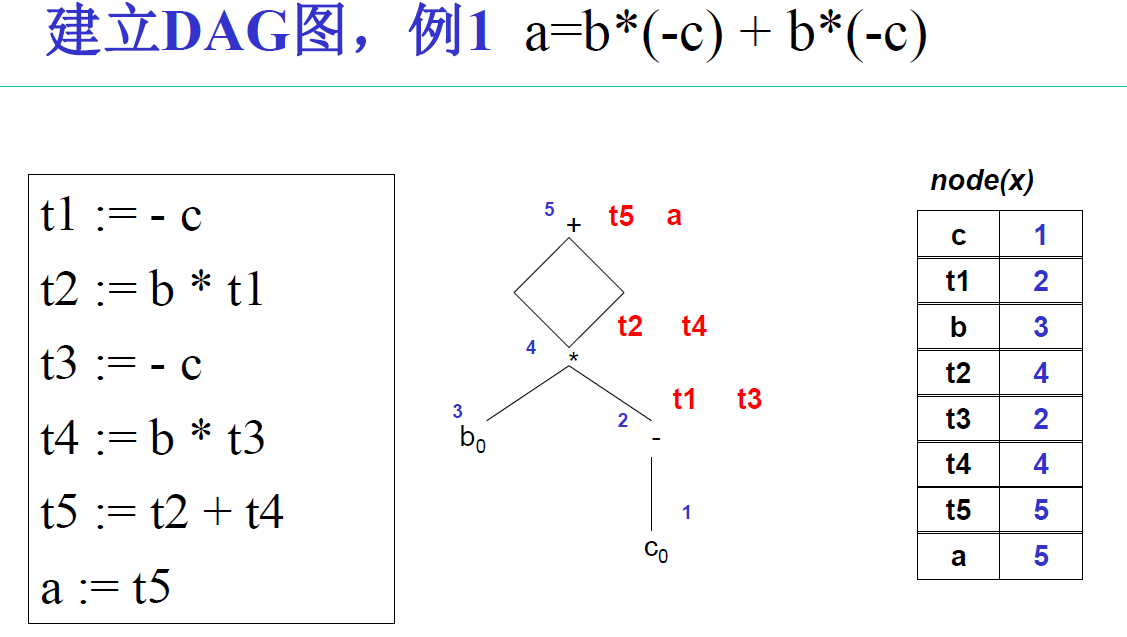 建立DAG图，例1 a=b*(-c) + b*(-c)
t1 := - c
t2 := b * t1
t3 := - c
t4 := b * t3
t5 := t2 + t4
a := t5
5 + t5 a
t2 t4
4 *
t1 t3
3 2
b₀ -
1
c₀
node(x)
c 1
t1 2
b 3
t2 4
t3 2
t4 4
t5 5
a 5